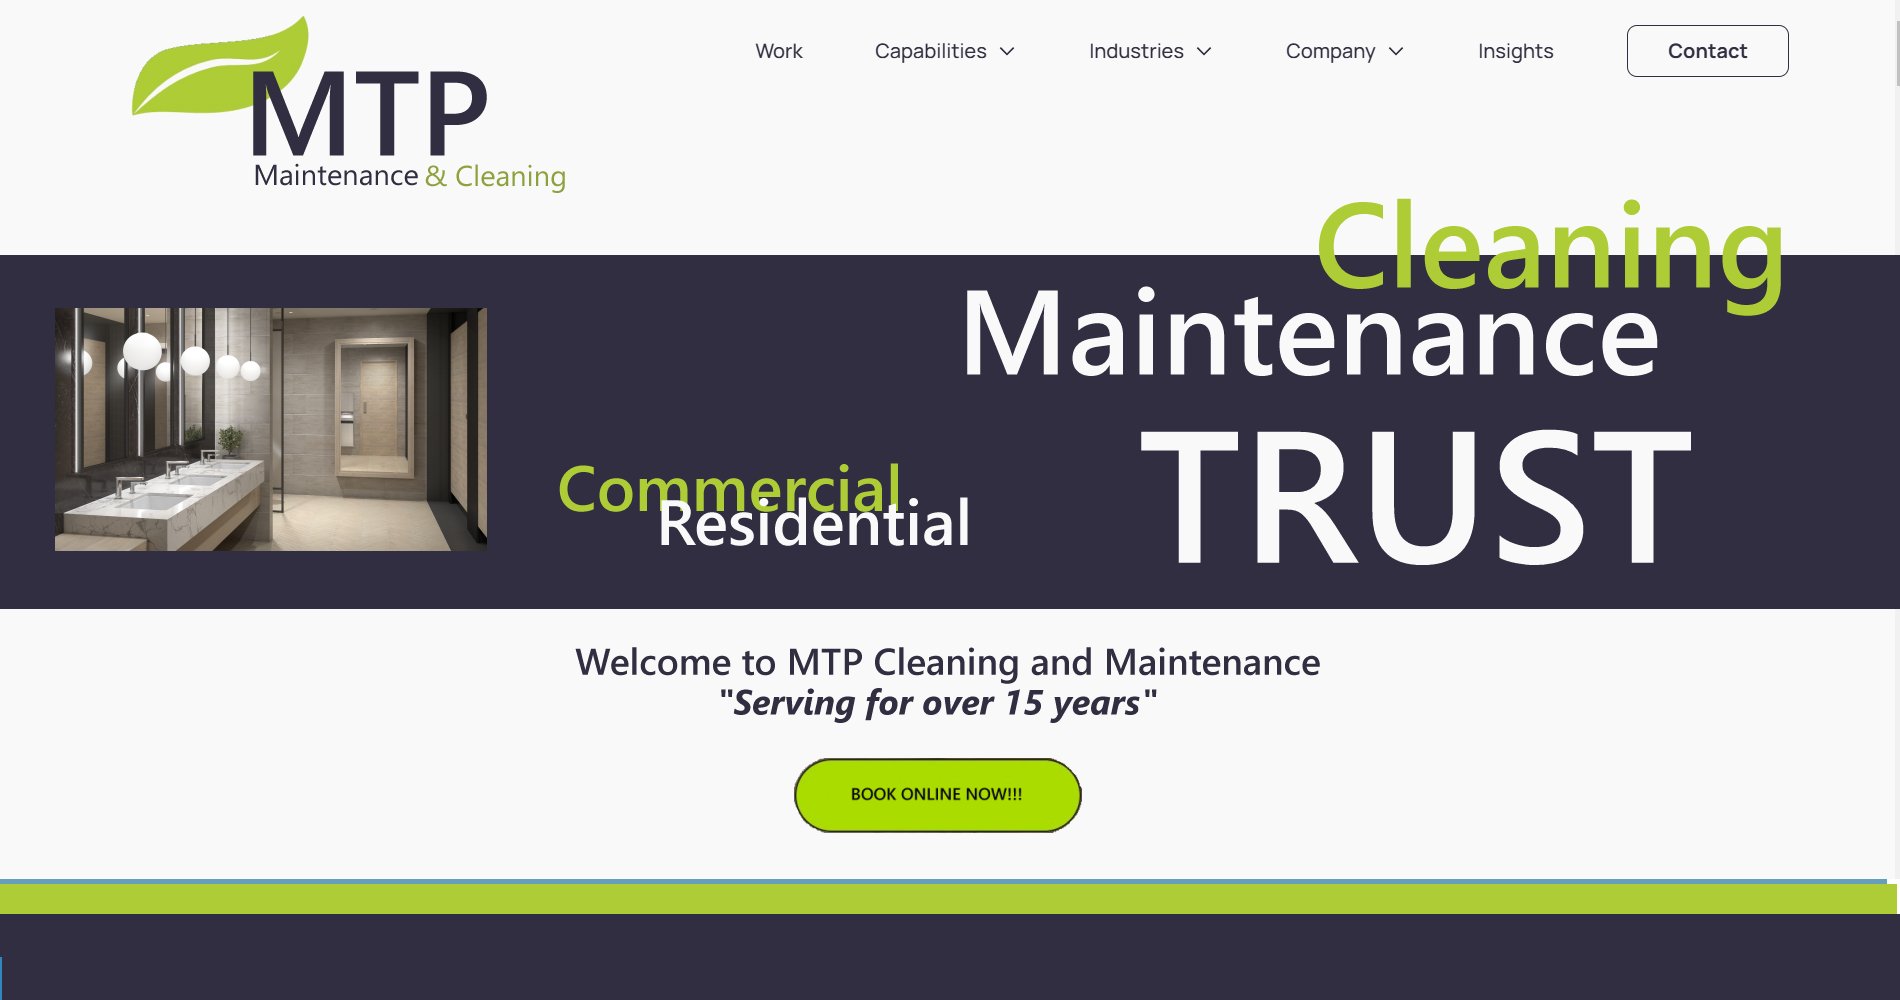 MTP
Maintenance & Cleaning
Work
Capabilities
Industries
Company
Insights
Contact
Cleaning
Maintenance
TRUST
Commercial
Residential
Welcome to MTP Cleaning and Maintenance
"Serving for over 15 years"
BOOK ONLINE NOW!!!